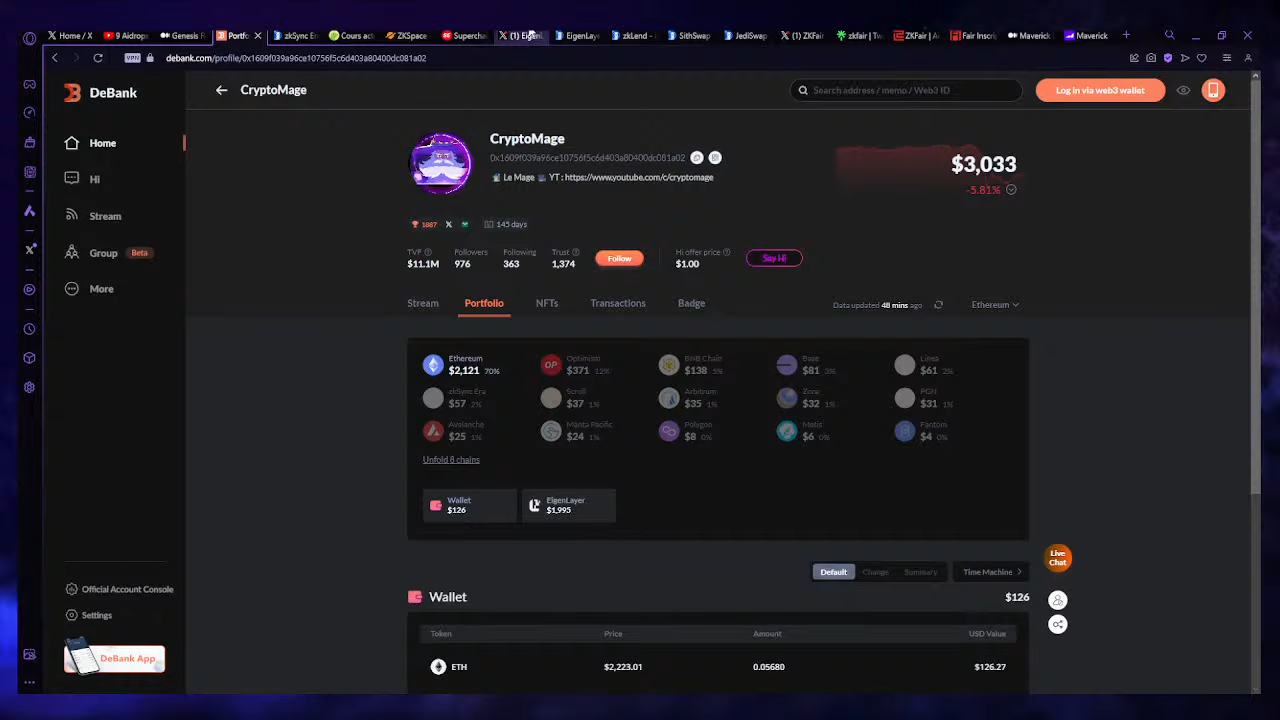 Home / X
9 Aidrops
Genesis R
Portfo
zkSync En
Cours act
ZKSpace
Supercha
(1) Eigenl
EigenLaye
zkLend -
SithSwap
JediSwap
(1) ZKFair
zkfair | Tw
ZKFair, A
Fair Inscrip
Maverick L
Maverick
VPN
debank.com/profile/0x1609f039a96ce10756f5c6d403a80400dc081a02
DeBank
CryptoMage
Search address / memo / Web3 ID
Log in via web3 wallet
Home
Hi
Stream
Group Beta
More
Official Account Console
Settings
DeBank App
CryptoMage
0x1609f039a96ce10756f5c6d403a80400dc081a02
Le Mage YT : https://www.youtube.com/c/cryptomage
$3,033
-5.81%
1887
145 days
TVF Followers Following Trust
$11.1M 976 363 1,374
Follow
Hi offer price
$1.00
Say Hi
Stream Portfolio NFTs Transactions Badge
Data updated 48 mins ago
Ethereum
Ethereum
$2,121 70%
Optimism
$371 12%
BNB Chain
$138 5%
Base
$81 3%
Linea
$61 2%
zkSync Era
$57 2%
Scroll
$37 1%
Arbitrum
$35 1%
Zora
$32 1%
PGN
$31 1%
Avalanche
$25 1%
Manta Pacific
$24 1%
Polygon
$8 0%
Metis
$6 0%
Fantom
$4 0%
Unfold 8 chains
Wallet
$126
EigenLayer
$1,995
Default Change Summary Time Machine
Live
Chat
Wallet $126
Token Price Amount USD Value
ETH $2,223.01 0.05680 $126.27